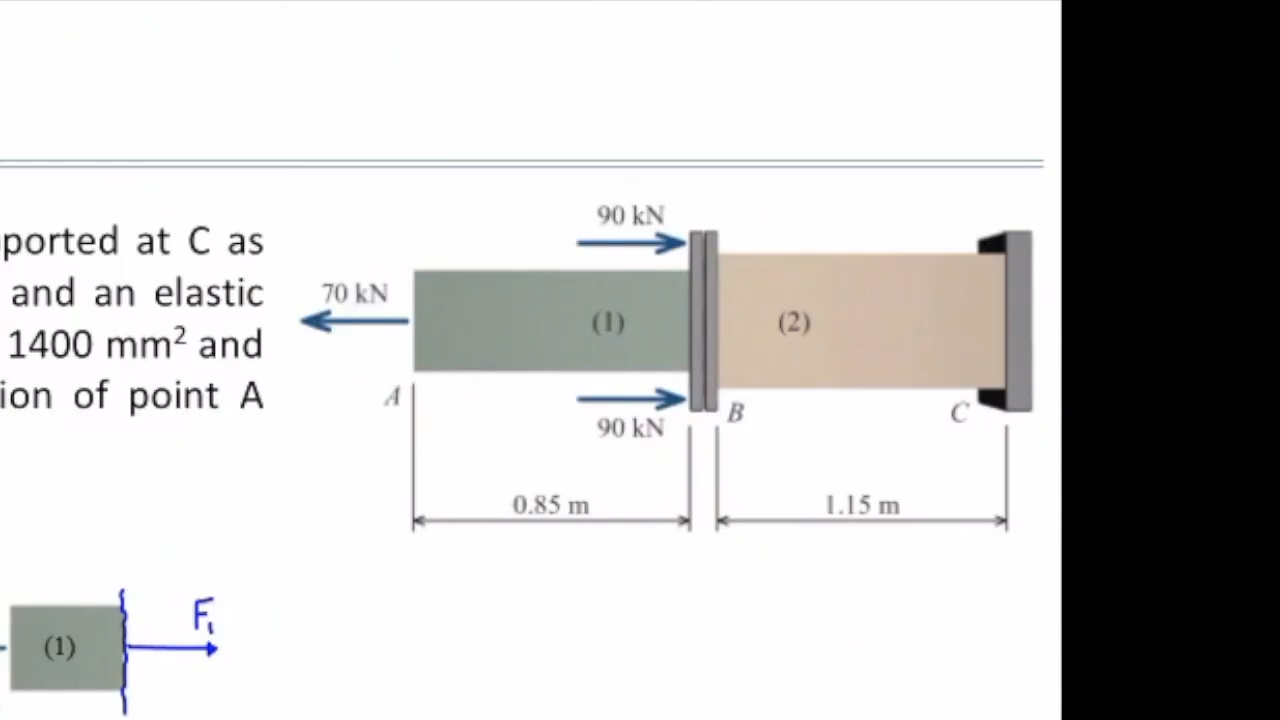 pported at C as
and an elastic
1400 mm² and
ion of point A
90 kN
70 kN
(1)
(2)
A
B
C
90 kN
0.85 m
1.15 m
(1)
F₁